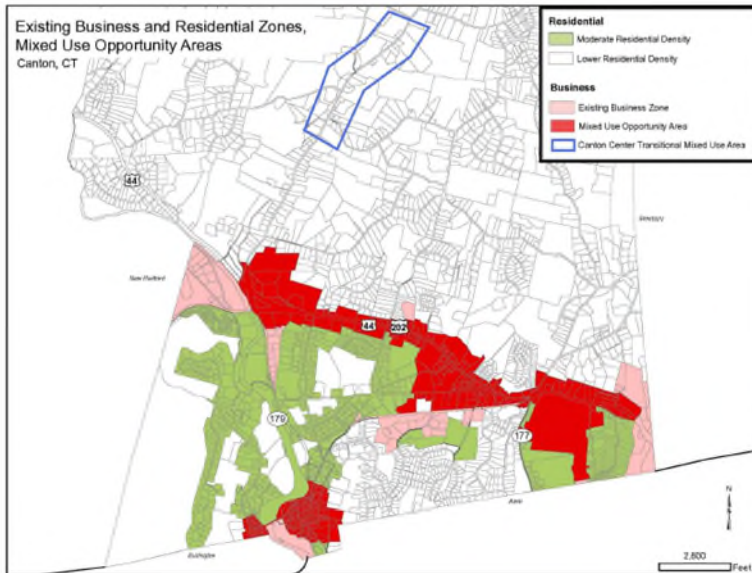 Existing Business and Residential Zones,
Mixed Use Opportunity Areas
Canton, CT
Residential
Moderate Residential Density
Lower Residential Density
Business
Existing Business Zone
Mixed Use Opportunity Area
Canton Center Transitional Mixed Use Area
44
New Hartford
44
202
179
177
Avon
Burlington
N
2,600
Feet